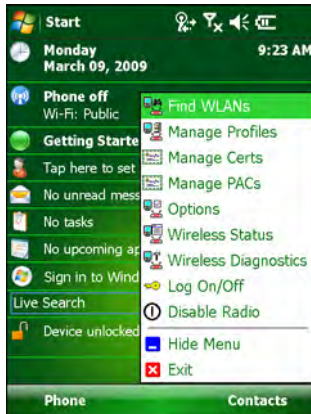 Start
Monday
9:23 AM
March 09, 2009
Phone off
Wi-Fi: Public
Find WLANs
Getting Starte
Manage Profiles
Tap here to set
Manage Certs
No unread mess
Manage PACs
No tasks
Options
No upcoming ap
Wireless Status
Sign in to Wind
Wireless Diagnostics
Live Search
Log On/Off
Device unlocked
Disable Radio
Hide Menu
Exit
Phone
Contacts